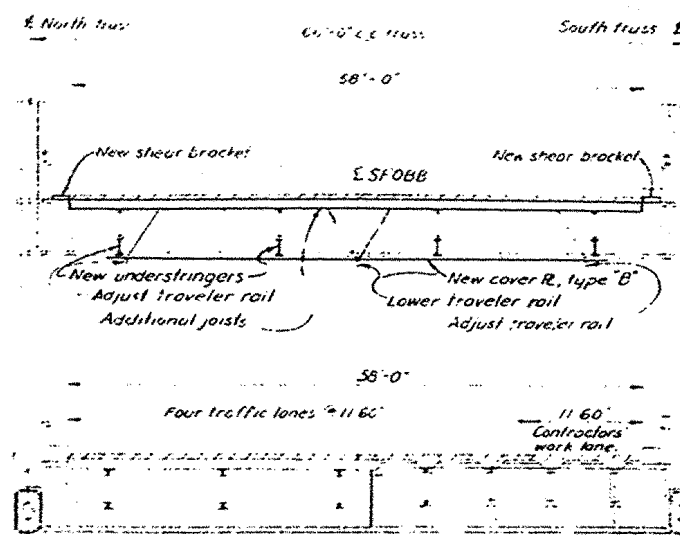 ℄ North truss
66'-0" c.c. truss
South truss ℄
58'-0"
New shear bracket
New shear bracket
℄ SFOBB
New understringers
New cover ℄, type "B"
Adjust traveler rail
Lower traveler rail
Additional joists
Adjust traveler rail
58'-0"
Four traffic lanes @ 11.60'
11.60'
Contractors
work lane